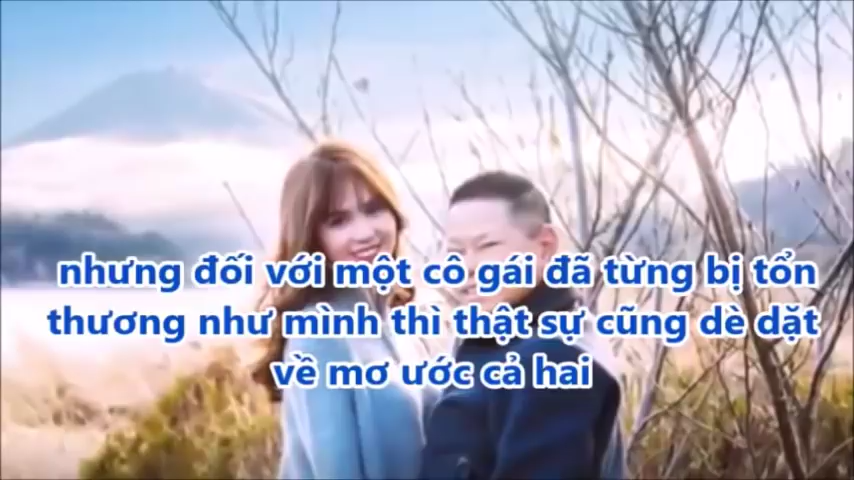 nhưng đối với một cô gái đã từng bị tổn
thương như mình thì thật sự cũng dè dặt
về mơ ước cả hai